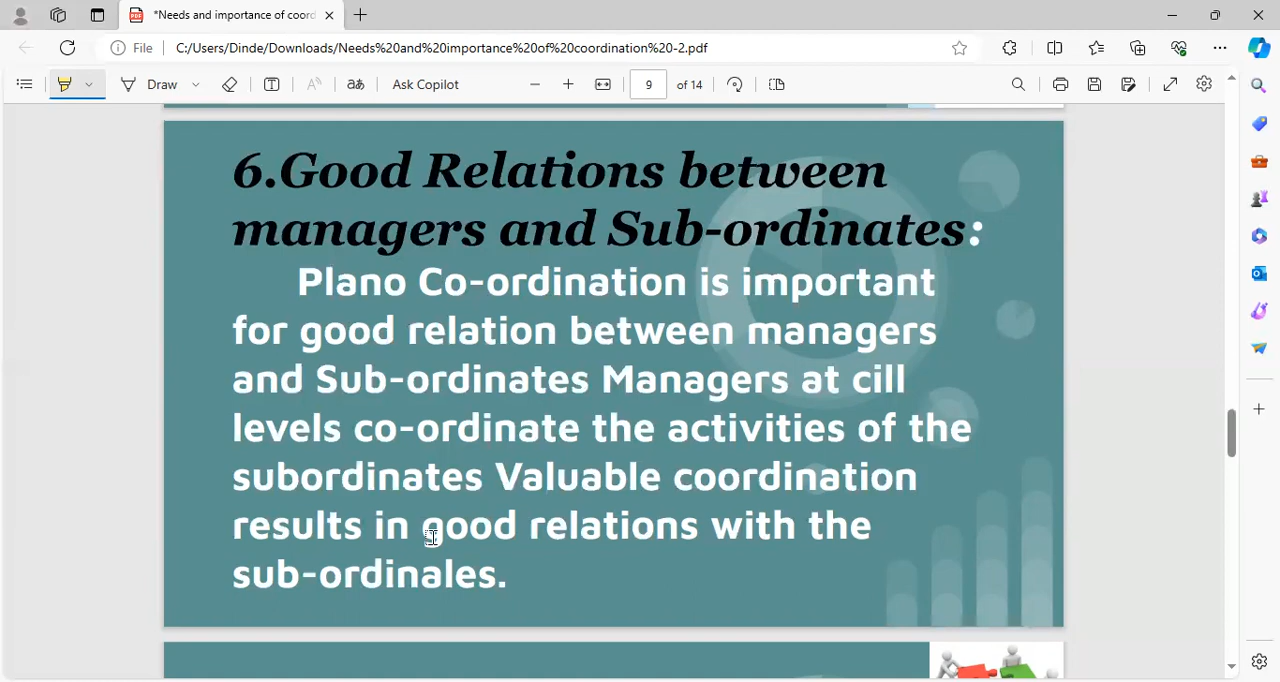 *Needs and importance of coord
File
C:/Users/Dinde/Downloads/Needs%20and%20importance%20of%20coordination%20-2.pdf
Draw
Ask Copilot
9 of 14
6.Good Relations between
managers and Sub-ordinates:
Plano Co-ordination is important
for good relation between managers
and Sub-ordinates Managers at cill
levels co-ordinate the activities of the
subordinates Valuable coordination
results in good relations with the
sub-ordinales.